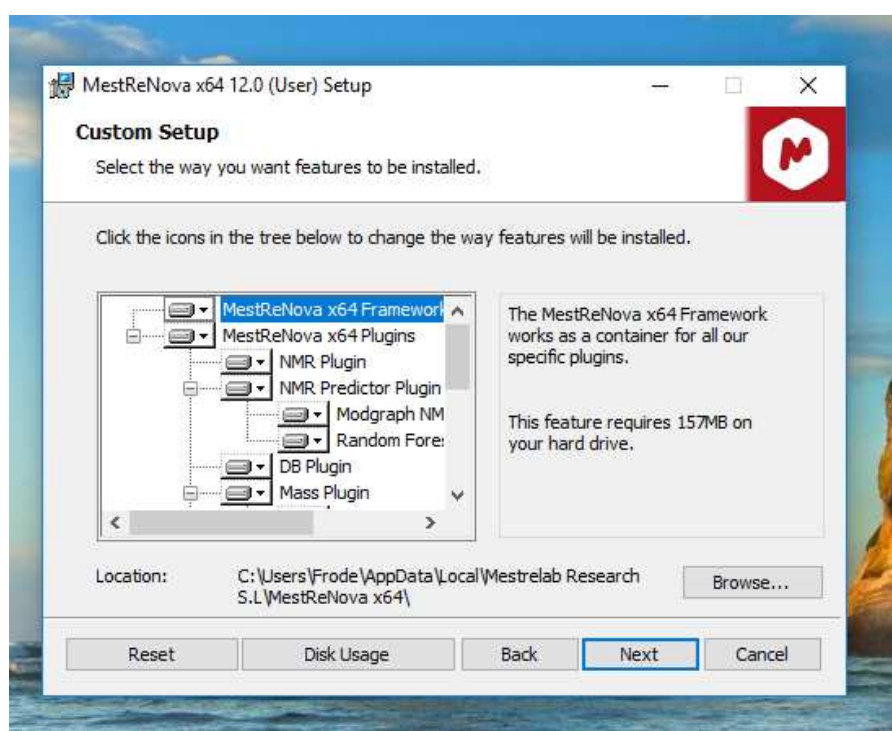 MestReNova x64 12.0 (User) Setup
Custom Setup
Select the way you want features to be installed.
Click the icons in the tree below to change the way features will be installed.
MestReNova x64 Framework
MestReNova x64 Plugins
NMR Plugin
NMR Predictor Plugin
Modgraph NM
Random Fore
DB Plugin
Mass Plugin
The MestReNova x64 Framework
works as a container for all our
specific plugins.
This feature requires 157MB on
your hard drive.
Location:
C:\Users\Frode\AppData\Local\Mestrelab Research
S.L\MestReNova x64\
Browse...
Reset
Disk Usage
Back
Next
Cancel